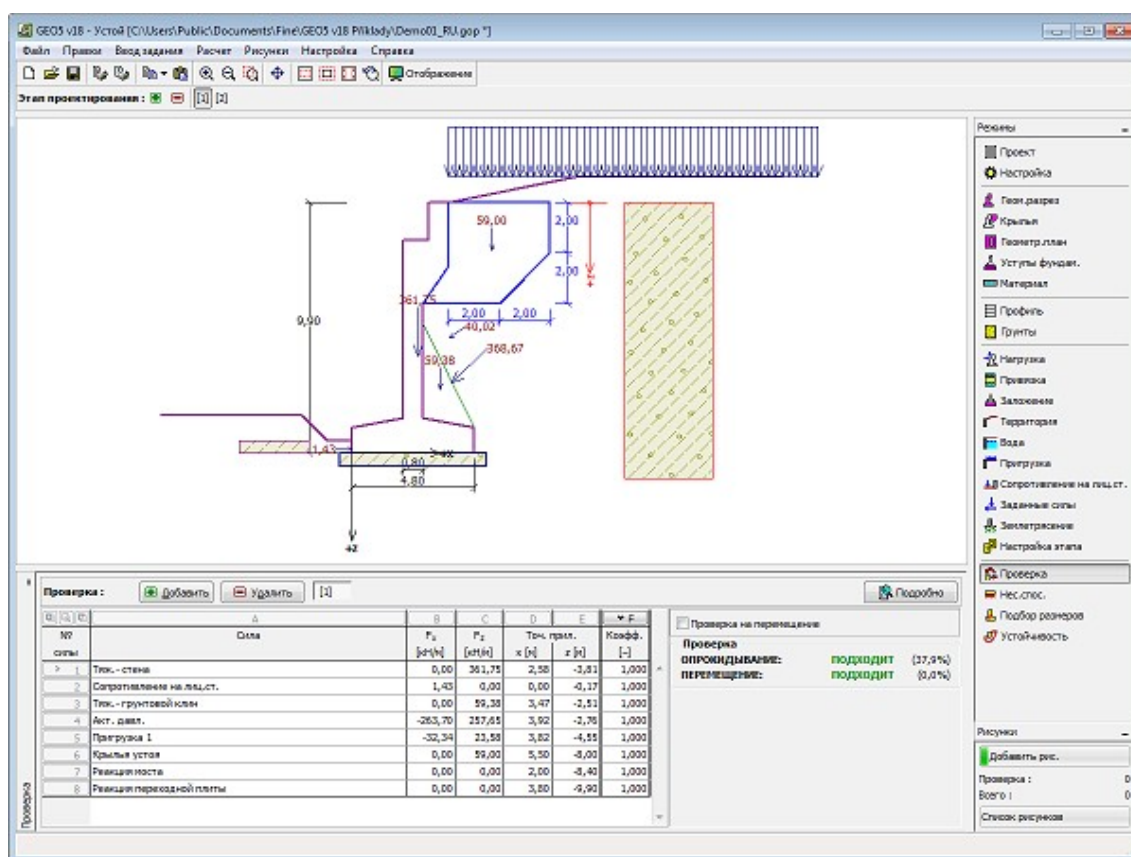 GEO5 v18 - Устой [C:\Users\Public\Documents\Fine\GEO5 v18 Příklady\Demo01_RU.gop *]
Файл Правки Ввод задания Расчет Рисунки Настройка Справка
Отображение
Этап проектирования : [1] [2]
59,00
2,00
2,00
+z
361,75
2,00 2,00
40,02
9,90
59,38
368,67
1,43
+x
0,80
4,80
+z
Режимы
Проект
Настройка
Геом.разрез
Крылья
Геометр.план
Уступы фундам.
Материал
Профиль
Грунты
Нагрузка
Привязка
Заложение
Территория
Вода
Пригрузка
Сопротивление на лиц.ст.
Заданные силы
Землетрясение
Настройка этапа
Проверка
Нес.спос.
Подбор размеров
Устойчивость
Рисунки
Добавить рис.
Проверка : 0
Всего : 0
Список рисунков
Проверка
Проверка : Добавить Удалить [1] Подробно
A B C D E F
№ Сила Fx Fz Точ. прил. Коэфф.
силы [кН/м] [кН/м] x [м] z [м] [-]
1 Тяж.- стена 0,00 361,75 2,58 -3,81 1,000
2 Сопротивление на лиц.ст. 1,43 0,00 0,00 -0,17 1,000
3 Тяж.- грунтовой клин 0,00 59,38 3,47 -2,51 1,000
4 Акт. давл. -263,70 257,65 3,92 -2,76 1,000
5 Пригрузка 1 -32,34 23,58 3,82 -4,55 1,000
6 Крылья устоя 0,00 59,00 5,50 -8,00 1,000
7 Реакция моста 0,00 0,00 2,00 -8,40 1,000
8 Реакция переходной плиты 0,00 0,00 3,80 -9,90 1,000
Проверка на перемещение
Проверка
ОПРОКИДЫВАНИЕ: ПОДХОДИТ (37,9%)
ПЕРЕМЕЩЕНИЕ: ПОДХОДИТ (0,0%)